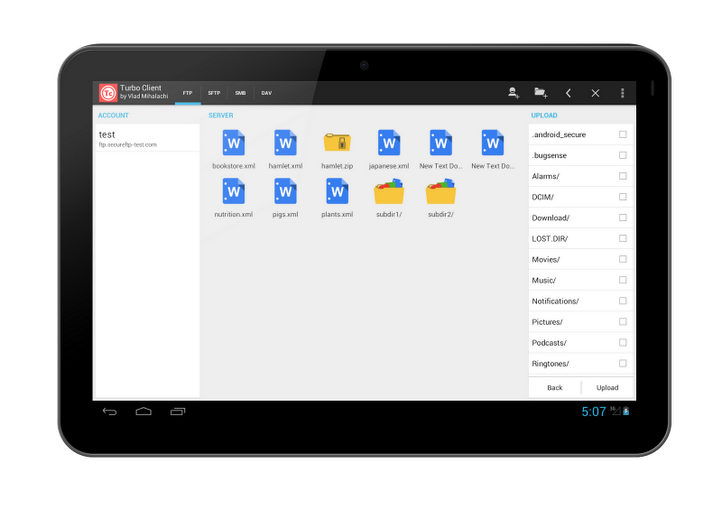 Turbo Client
by Vlad Mihalachi
FTP
SFTP
SMB
DAV
ACCOUNT
test
ftp.secureftp-test.com
SERVER
bookstore.xml
hamlet.xml
hamlet.zip
japanese.xml
New Text Do...
New Text Do...
nutrition.xml
pigs.xml
plants.xml
subdir1/
subdir2/
UPLOAD
.android_secure
.bugsense
Alarms/
DCIM/
Download/
LOST.DIR/
Movies/
Music/
Notifications/
Pictures/
Podcasts/
Ringtones/
Back
Upload
5:07